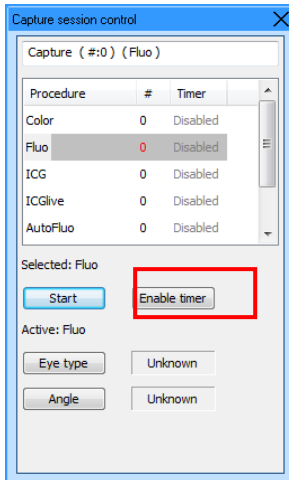 Capture session control
Capture ( #:0 ) ( Fluo )
Procedure # Timer
Color 0 Disabled
Fluo 0 Disabled
ICG 0 Disabled
ICGlive 0 Disabled
AutoFluo 0 Disabled
Selected: Fluo
Start Enable timer
Active: Fluo
Eye type Unknown
Angle Unknown